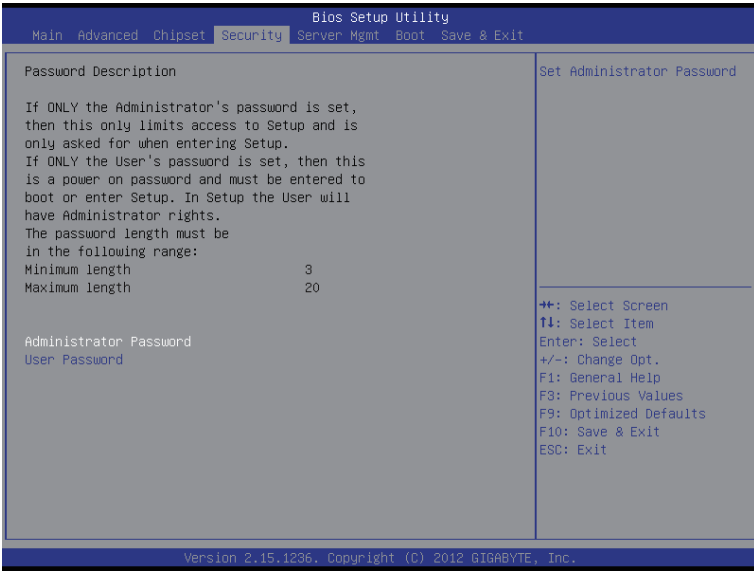 Bios Setup Utility
Main Advanced Chipset Security Server Mgmt Boot Save & Exit
Password Description
If ONLY the Administrator's password is set,
then this only limits access to Setup and is
only asked for when entering Setup.
If ONLY the User's password is set, then this
is a power on password and must be entered to
boot or enter Setup. In Setup the User will
have Administrator rights.
The password length must be
in the following range:
Minimum length 3
Maximum length 20
Administrator Password
User Password
Set Administrator Password
→←: Select Screen
↑↓: Select Item
Enter: Select
+/-: Change Opt.
F1: General Help
F3: Previous Values
F9: Optimized Defaults
F10: Save & Exit
ESC: Exit
Version 2.15.1236. Copyright (C) 2012 GIGABYTE, Inc.